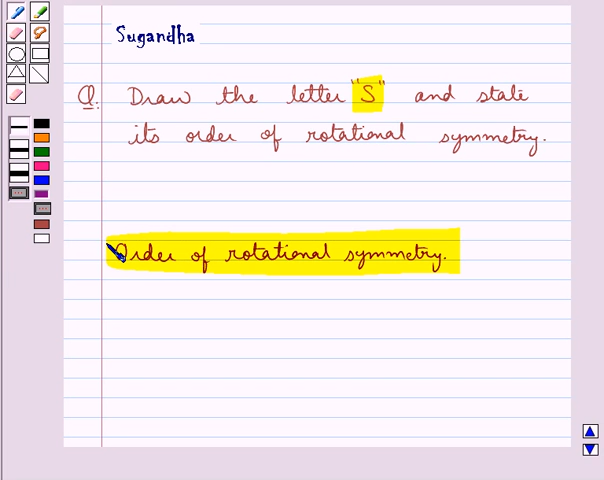 Sugandha
Q. Draw the letter "S" and state
its order of rotational symmetry.
Order of rotational symmetry.